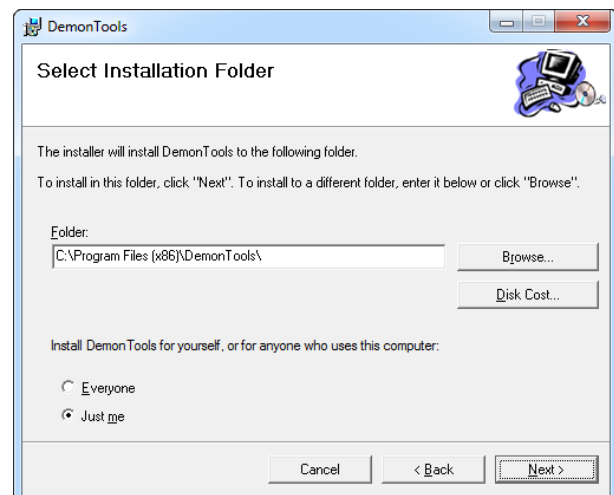 DemonTools
Select Installation Folder
The installer will install DemonTools to the following folder.
To install in this folder, click "Next". To install to a different folder, enter it below or click "Browse".
Folder:
C:\Program Files (x86)\DemonTools\
Browse...
Disk Cost...
Install DemonTools for yourself, or for anyone who uses this computer:
Everyone
Just me
Cancel
< Back
Next >